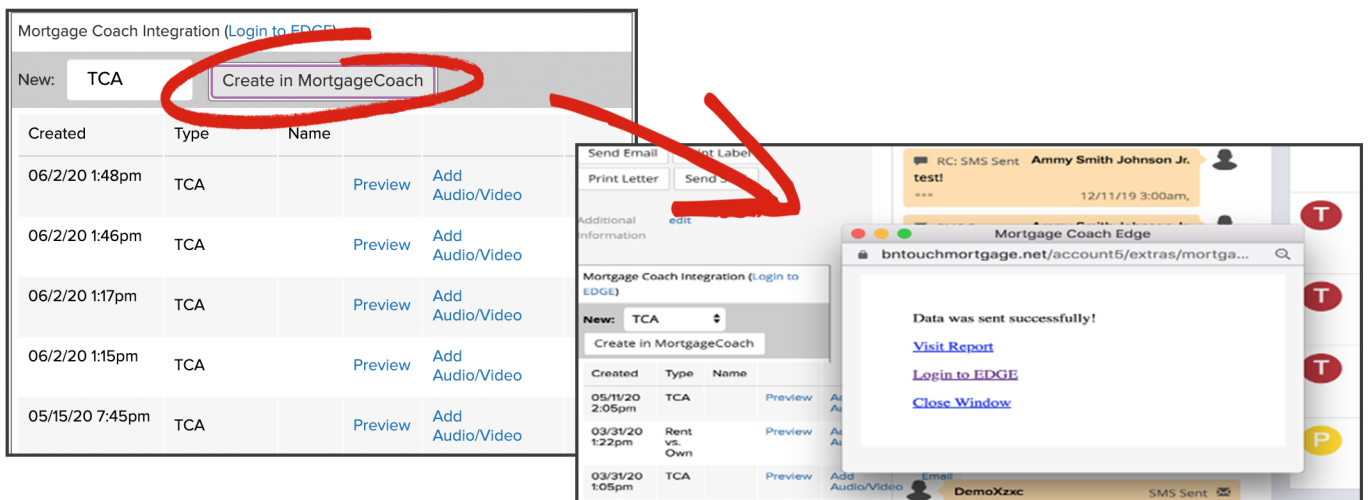 Mortgage Coach Integration (Login to EDGE)
New: TCA Create in MortgageCoach
Created Type Name
06/2/20 1:48pm TCA Preview Add
Audio/Video
06/2/20 1:46pm TCA Preview Add
Audio/Video
06/2/20 1:17pm TCA Preview Add
Audio/Video
06/2/20 1:15pm TCA Preview Add
Audio/Video
05/15/20 7:45pm TCA Preview Add
Audio/Video
Send Email Print Label
Print Letter Send
Additional edit
Information
Mortgage Coach Integration (Login to
EDGE)
New: TCA
Create in MortgageCoach
Created Type Name
05/11/20 TCA Preview
2:05pm
03/31/20 Rent Preview
1:22pm vs.
Own
03/31/20 TCA Preview Add Email
1:05pm Audio/Video
RC: SMS Sent Ammy Smith Johnson Jr.
test!
12/11/19 3:00am,
Mortgage Coach Edge
bntouchmortgage.net/account5/extras/mortga...
Data was sent successfully!
Visit Report
Login to EDGE
Close Window
DemoXzxc SMS Sent
T
T
T
P